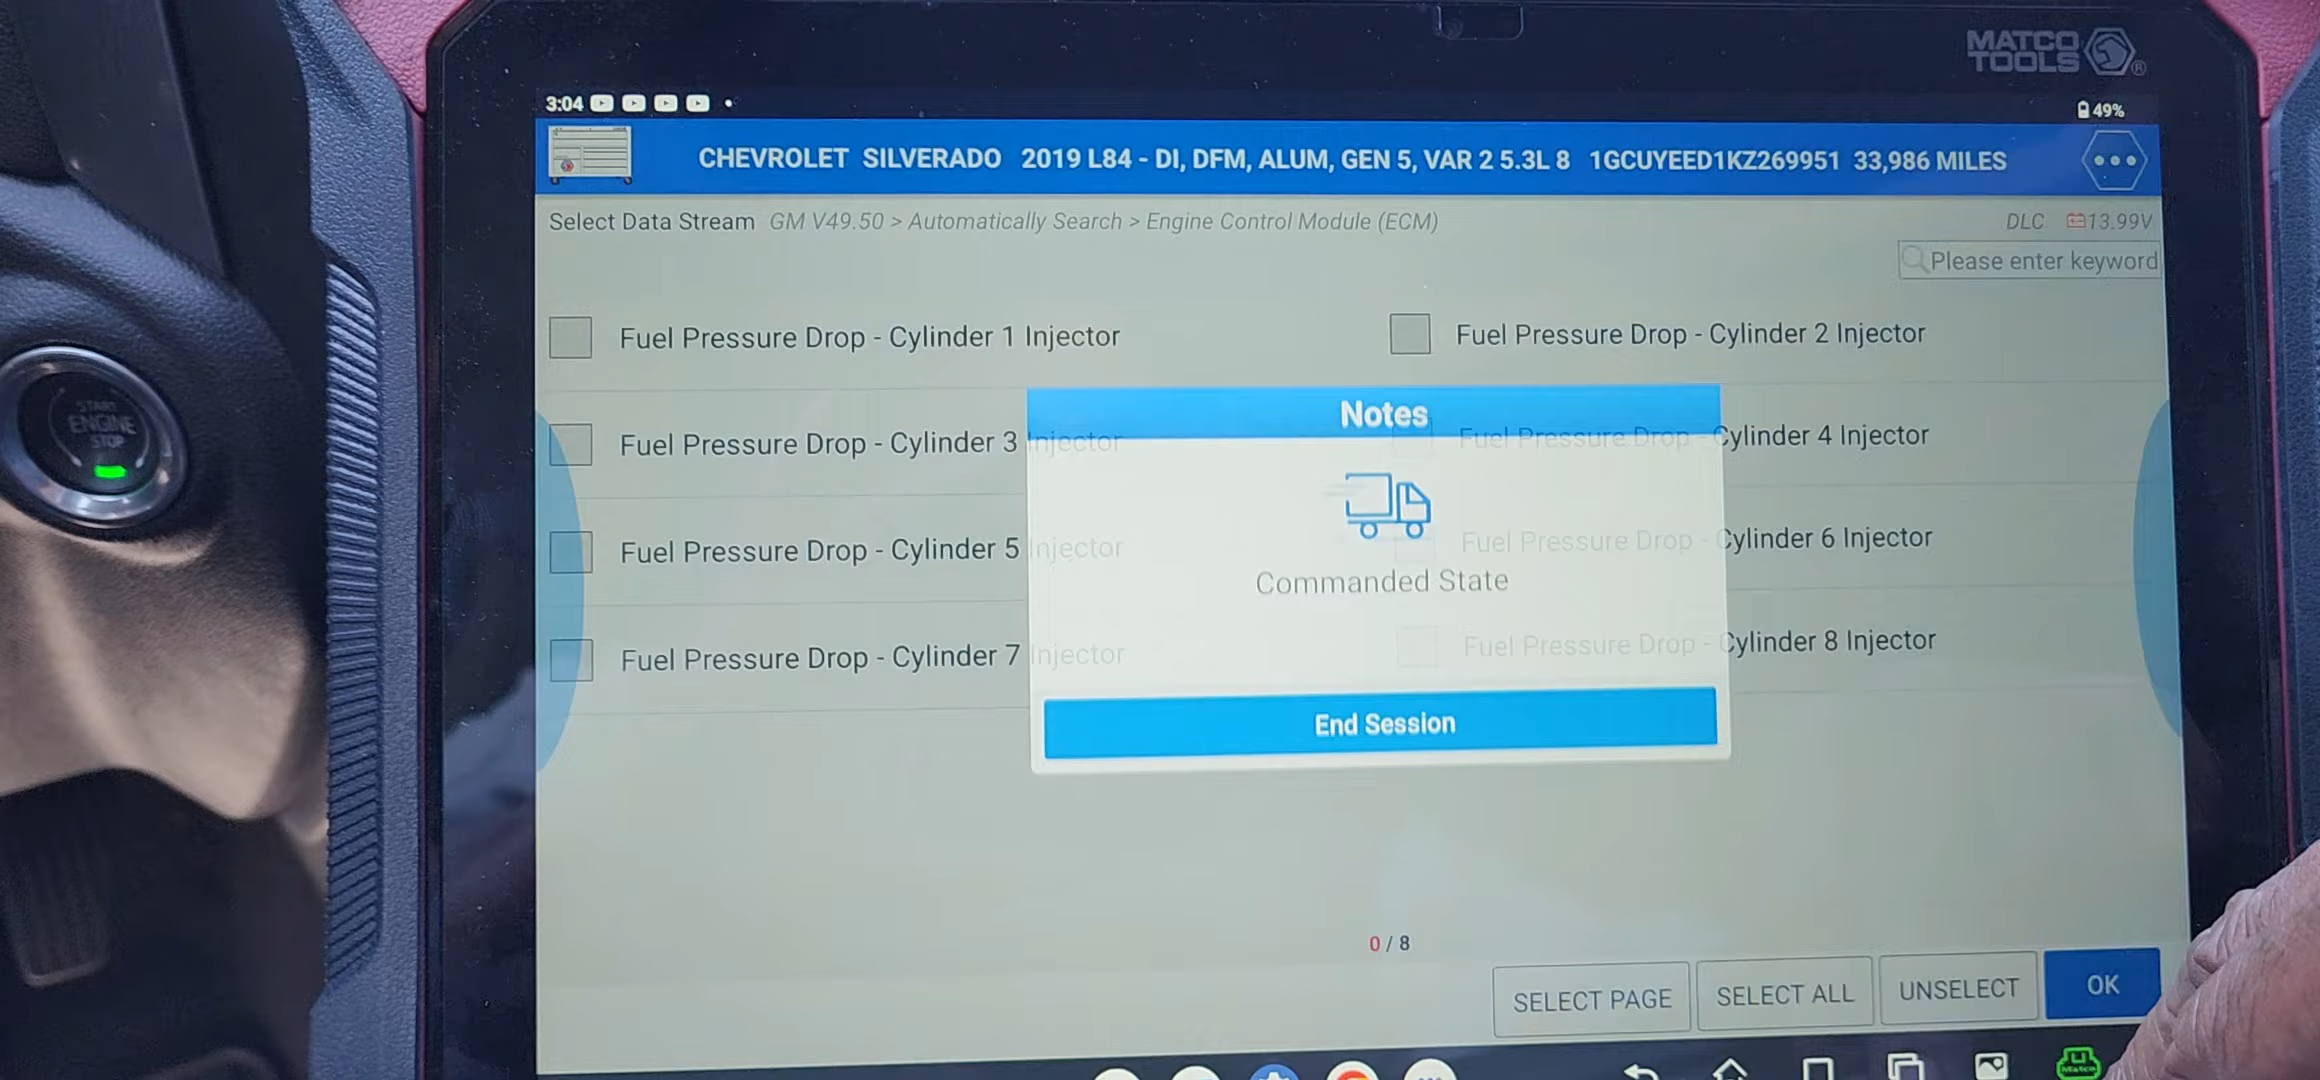 MATCO
TOOLS
3:04
49%
CHEVROLET SILVERADO 2019 L84 - DI, DFM, ALUM, GEN 5, VAR 2 5.3L 8 1GCUYEED1KZ269951 33,986 MILES
Select Data Stream GM V49.50 > Automatically Search > Engine Control Module (ECM)
DLC 13.99V
Please enter keyword
Fuel Pressure Drop - Cylinder 1 Injector
Fuel Pressure Drop - Cylinder 2 Injector
Notes
Fuel Pressure Drop - Cylinder 3 Injector
Fuel Pressure Drop - Cylinder 4 Injector
START
ENGINE
STOP
Fuel Pressure Drop - Cylinder 5 Injector
Fuel Pressure Drop - Cylinder 6 Injector
Commanded State
Fuel Pressure Drop - Cylinder 7 Injector
Fuel Pressure Drop - Cylinder 8 Injector
End Session
0 / 8
SELECT PAGE
SELECT ALL
UNSELECT
OK